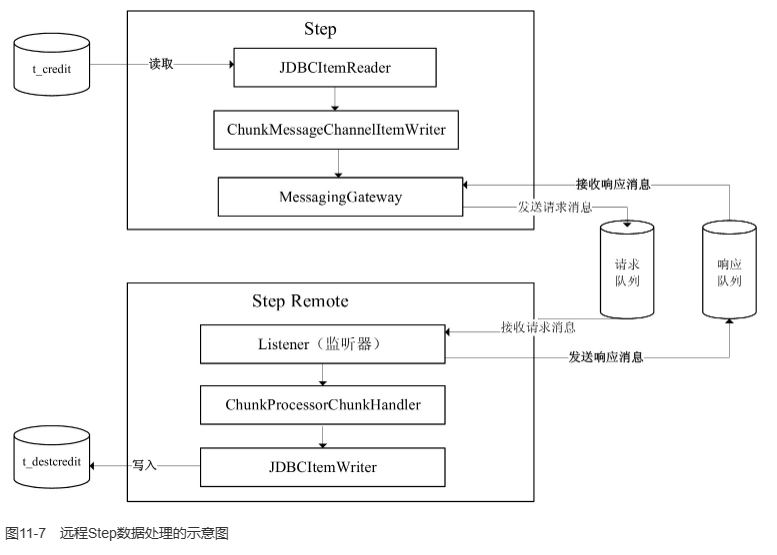 Step
t_credit
读取
JDBCItemReader
ChunkMessageChannelItemWriter
MessagingGateway
接收响应消息
发送请求消息
请求
队列
响应
队列
Step Remote
Listener（监听器）
接收请求消息
发送响应消息
ChunkProcessorChunkHandler
t_destcredit
写入
JDBCItemWriter
图11-7 远程Step数据处理的示意图